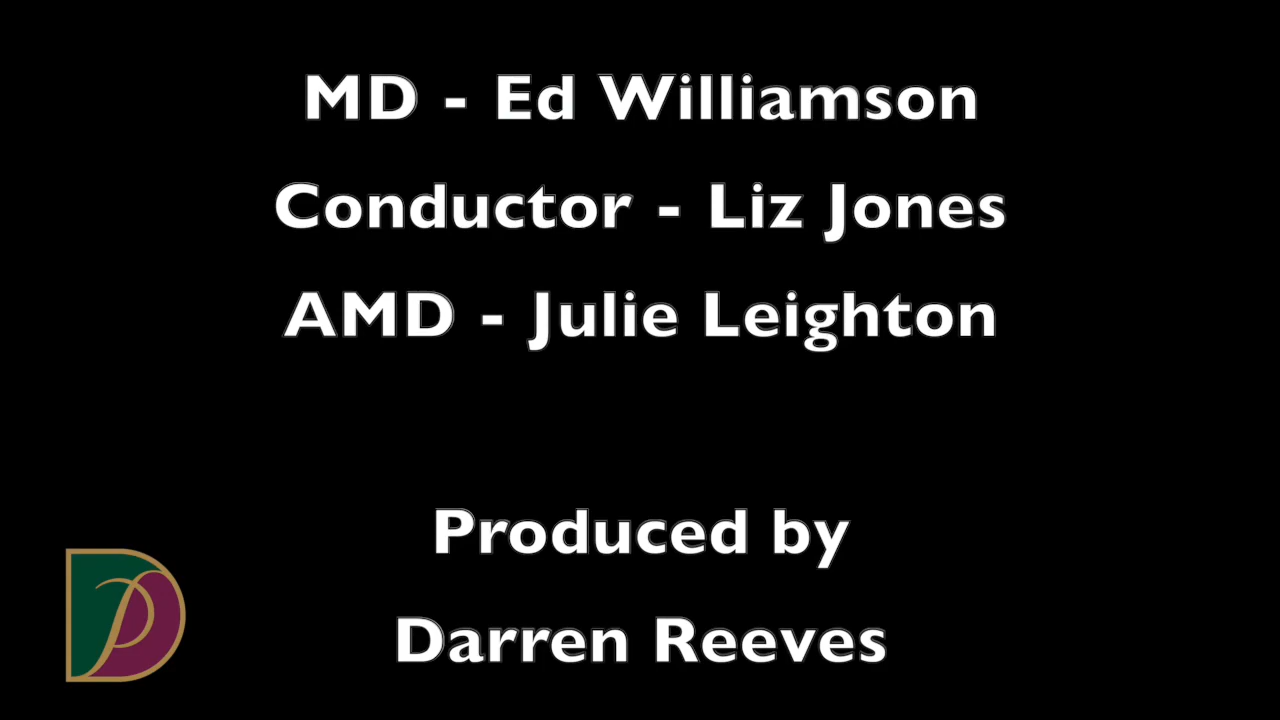 MD - Ed Williamson
Conductor - Liz Jones
AMD - Julie Leighton
Produced by
Darren Reeves